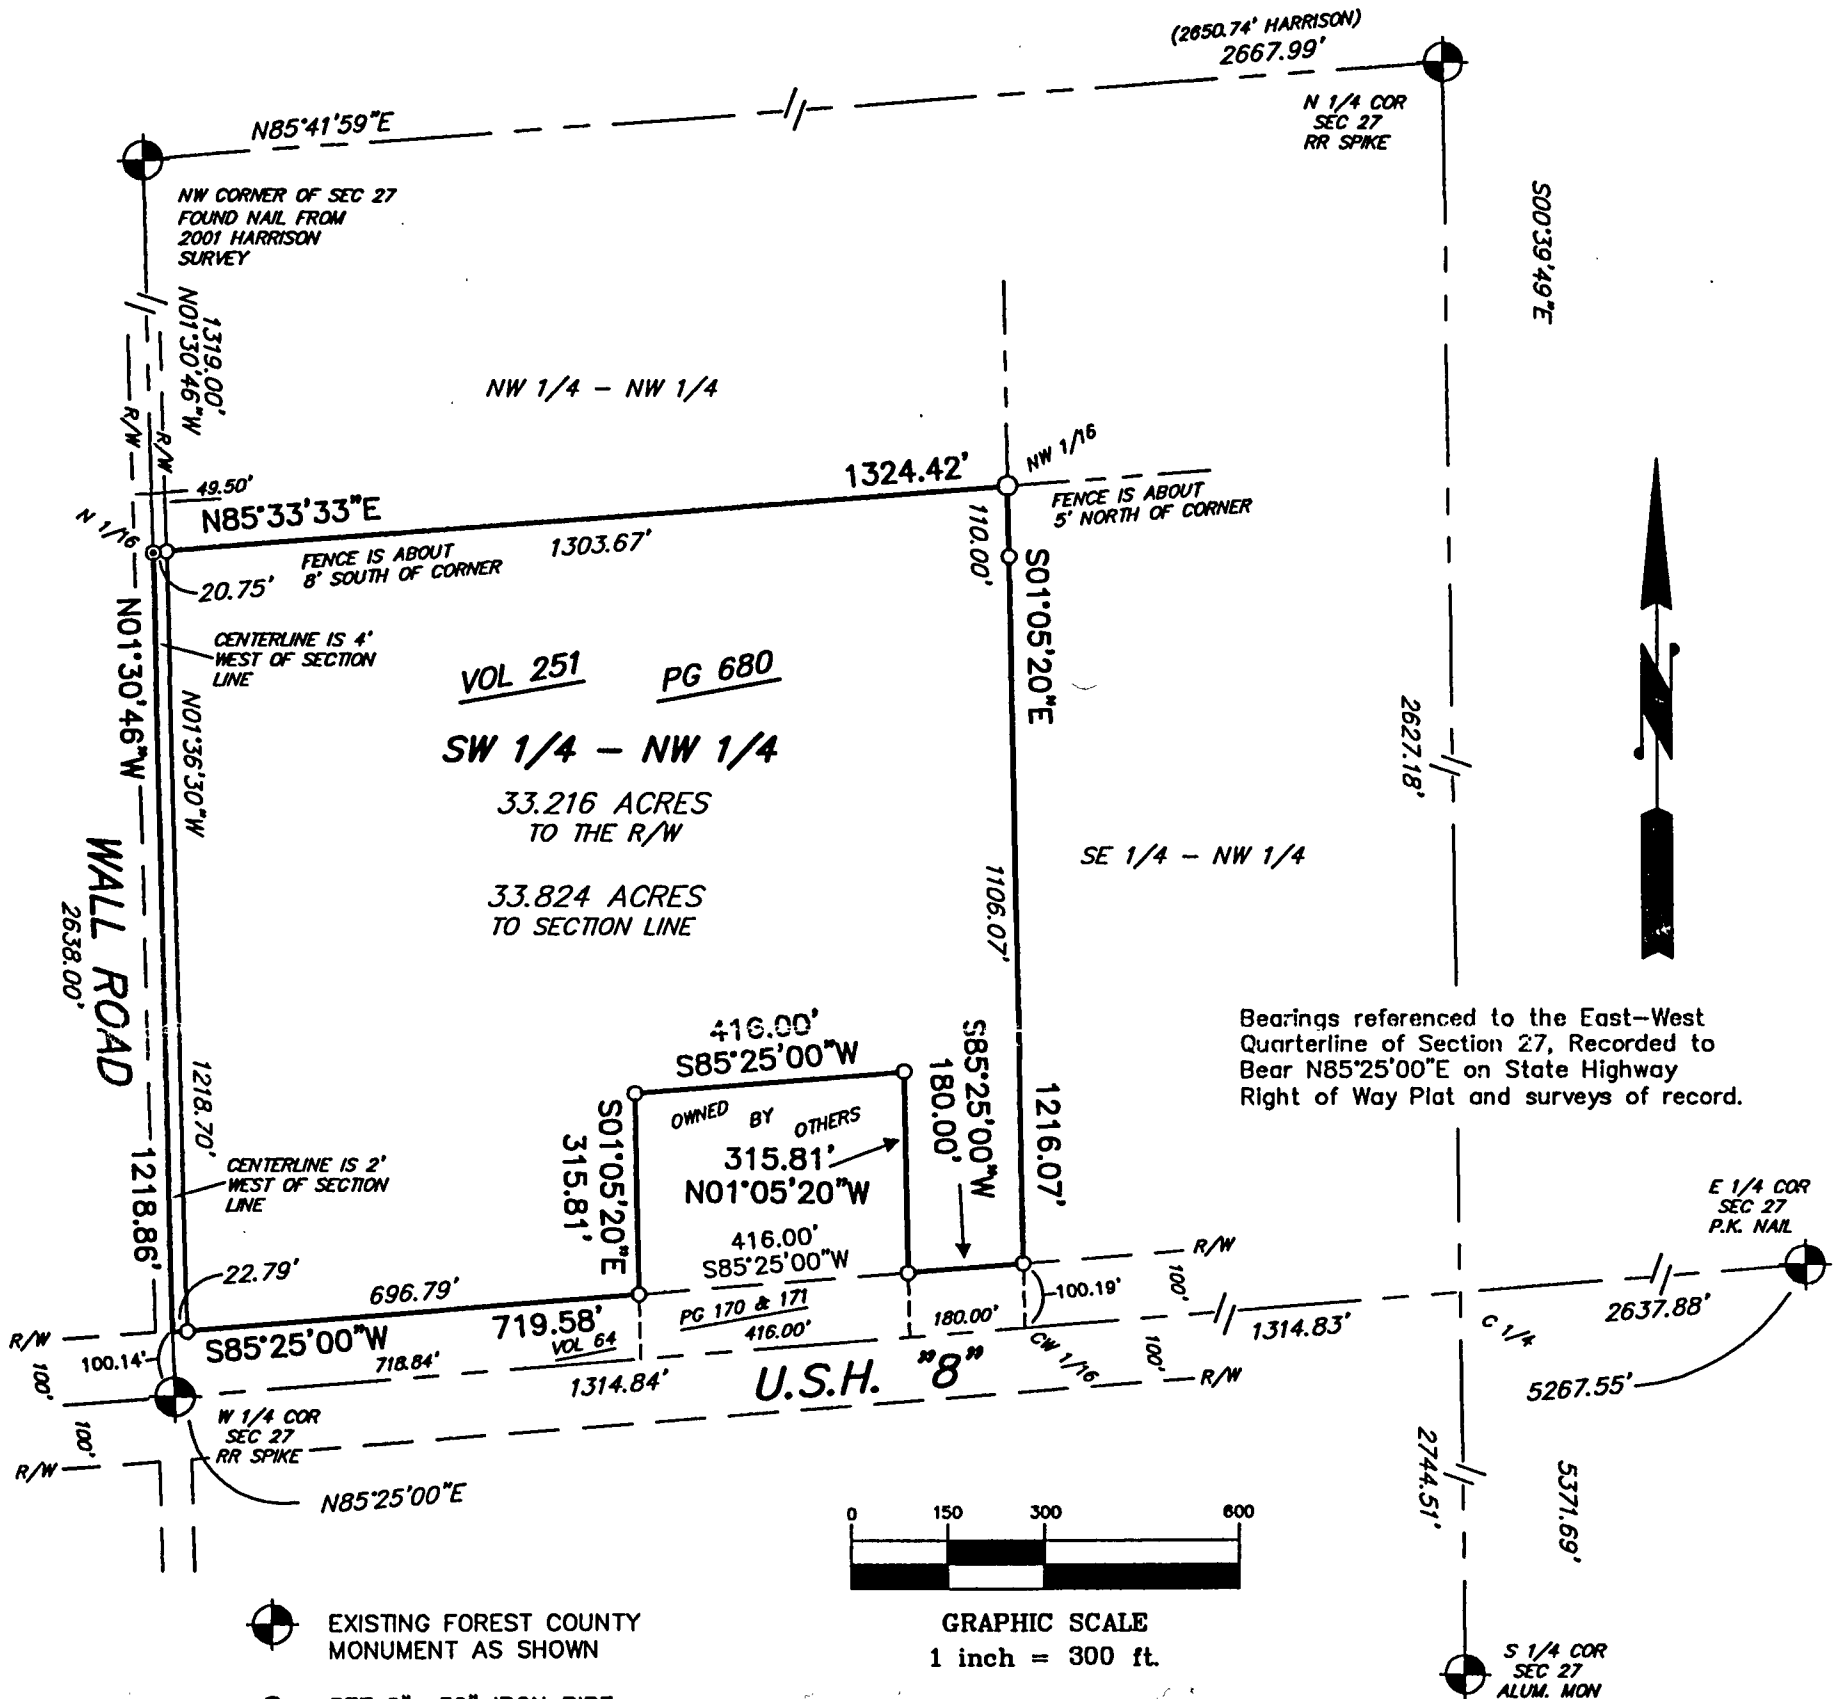 (2650.74' HARRISON)
2667.99'
N85°41'59"E
N 1/4 COR
SEC 27
RR SPIKE
NW CORNER OF SEC 27
FOUND NAIL FROM
2001 HARRISON
SURVEY
S00°39'49"E
1319.00'
N01°30'46"W
R/W
R/W
NW 1/4 - NW 1/4
49.50'
N 1/16
N85°33'33"E
1324.42'
NW 1/16
FENCE IS ABOUT
5' NORTH OF CORNER
110.00'
FENCE IS ABOUT
8' SOUTH OF CORNER
1303.67'
20.75'
S01°05'20"E
N01°30'46"W
CENTERLINE IS 4'
WEST OF SECTION
LINE
N01°36'30"W
VOL 251
PG 680
SW 1/4 - NW 1/4
33.216 ACRES
TO THE R/W
33.824 ACRES
TO SECTION LINE
2627.18'
SE 1/4 - NW 1/4
1106.07'
WALL ROAD
2638.00'
Bearings referenced to the East-West
Quarterline of Section 27, Recorded to
Bear N85°25'00"E on State Highway
Right of Way Plat and surveys of record.
416.00'
S85°25'00"W
S85°25'00"W
180.00'
1216.07'
1218.70'
1218.86'
S01°05'20"E
315.81'
OWNED BY OTHERS
315.81'
N01°05'20"W
416.00'
S85°25'00"W
CENTERLINE IS 2'
WEST OF SECTION
LINE
E 1/4 COR
SEC 27
P.K. NAIL
R/W
22.79'
696.79'
719.58'
S85°25'00"W
VOL 64
PG 170 & 171
416.00'
180.00'
100.19'
100'
100'
1314.83'
C 1/4
2637.88'
CW 1/16
R/W
100.14'
100'
100'
718.84'
1314.84'
U.S.H. "8"
R/W
5267.55'
W 1/4 COR
SEC 27
RR SPIKE
R/W
N85°25'00"E
2744.51'
5371.69'
0 150 300 600
GRAPHIC SCALE
1 inch = 300 ft.
EXISTING FOREST COUNTY
MONUMENT AS SHOWN
S 1/4 COR
SEC 27
ALUM. MON